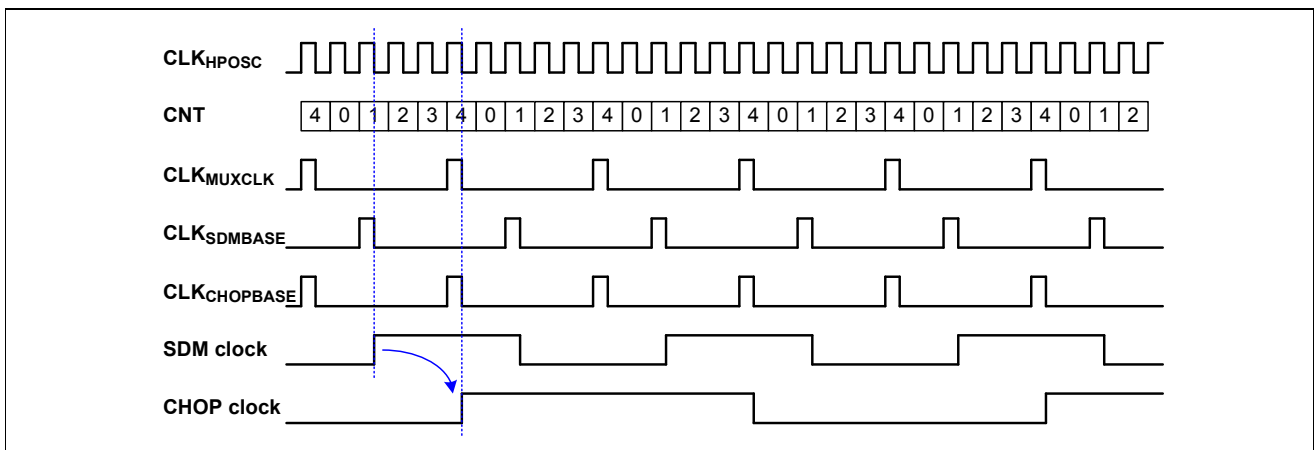 CLKHPOSC
CNT 4 0 1 2 3 4 0 1 2 3 4 0 1 2 3 4 0 1 2 3 4 0 1 2 3 4 0 1 2
CLKMUXCLK
CLKSDMBASE
CLKCHOPBASE
SDM clock
CHOP clock